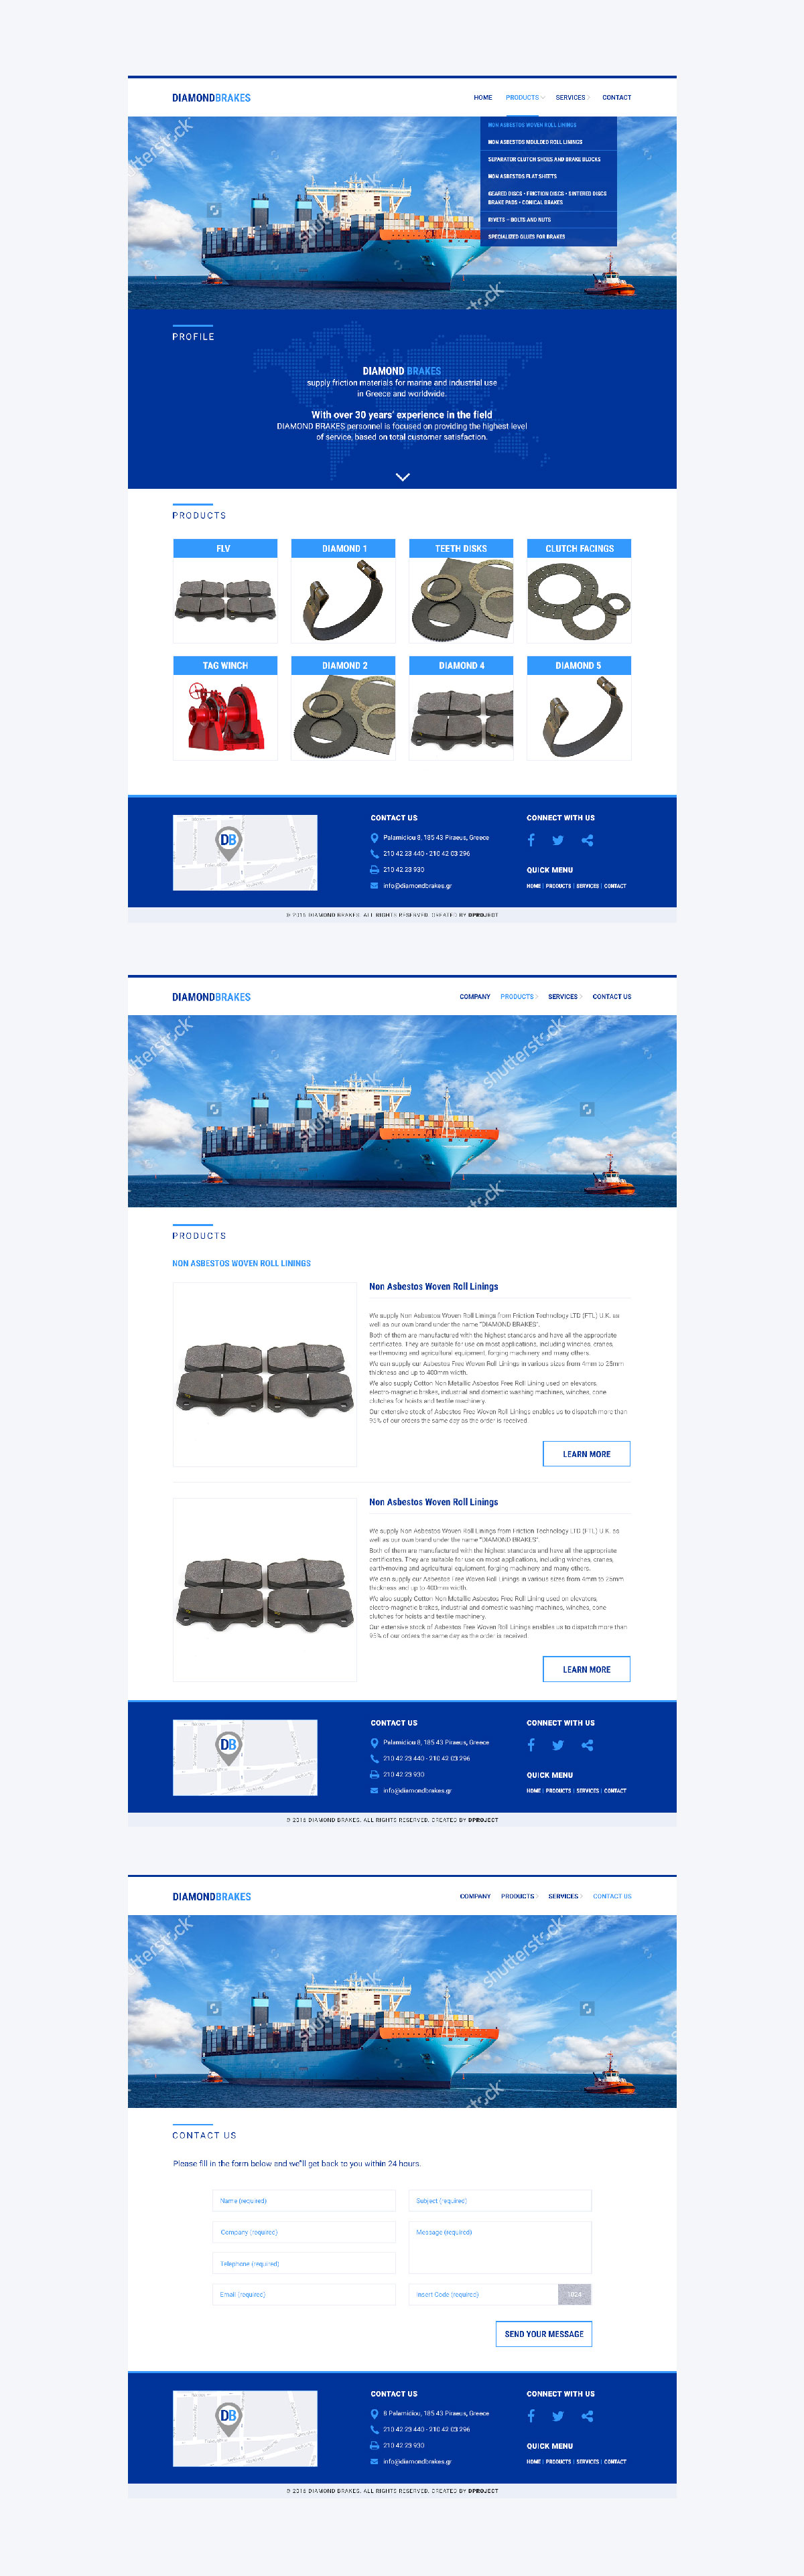 DIAMONDBRAKES
HOME PRODUCTS SERVICES CONTACT
NON ASBESTOS WOVEN ROLL LININGS
NON ASBESTOS MOULDED ROLL LININGS
SEPARATOR CLUTCH SHOES AND BRAKE BLOCKS
NON ASBESTOS FLAT SHEETS
GEARED DISCS - FRICTION DISCS - SINTERED DISCS
BRAKE PADS - CONICAL BRAKES
RIVETS - BOLTS AND NUTS
SPECIALIZED GLUES FOR BRAKES
PROFILE
DIAMOND BRAKES
supply friction materials for marine and industrial use
in Greece and worldwide.
With over 30 years' experience in the field
DIAMOND BRAKES personnel is focused on providing the highest level
of service, based on total customer satisfaction.
PRODUCTS
FLV DIAMOND 1 TEETH DISKS CLUTCH FACINGS
TAG WINCH DIAMOND 2 DIAMOND 4 DIAMOND 5
DB
CONTACT US
Palamidiou 8, 185 43 Piraeus, Greece
210 42 23 440 - 210 42 03 296
210 42 23 930
info@diamondbrakes.gr
CONNECT WITH US
QUICK MENU
HOME | PRODUCTS | SERVICES | CONTACT
© 2016 DIAMOND BRAKES. ALL RIGHTS RESERVED. CREATED BY DPROJECT
DIAMONDBRAKES
COMPANY PRODUCTS SERVICES CONTACT US
shutterstock
PRODUCTS
NON ASBESTOS WOVEN ROLL LININGS
Non Asbestos Woven Roll Linings
We supply Non Asbestos Woven Roll Linings from Friction Technology LTD (FTL) U.K. as
well as our own brand under the name "DIAMOND BRAKES".
Both of them are manufactured with the highest standards and have all the appropriate
certificates. They are suitable for use on most applications, including winches, cranes,
earth-moving and agricultural equipment, forging machinery and many others.
We can supply our Asbestos Free Woven Roll Linings in various sizes from 4mm to 25mm
thickness and up to 400mm width.
We also supply Cotton Non Metallic Asbestos Free Roll Lining used on elevators,
electro-magnetic brakes, industrial and domestic washing machines, winches, cone
clutches for hoists and textile machinery.
Our extensive stock of Asbestos Free Woven Roll Linings enables us to dispatch more than
95% of our orders the same day as the order is received
LEARN MORE
Non Asbestos Woven Roll Linings
We supply Non Asbestos Woven Roll Linings from Friction Technology LTD (FTL) U.K. as
well as our own brand under the name "DIAMOND BRAKES".
Both of them are manufactured with the highest standards and have all the appropriate
certificates. They are suitable for use on most applications, including winches, cranes,
earth-moving and agricultural equipment, forging machinery and many others.
We can supply our Asbestos Free Woven Roll Linings in various sizes from 4mm to 25mm
thickness and up to 400mm width.
We also supply Cotton Non Metallic Asbestos Free Roll Lining used on elevators,
electro-magnetic brakes, industrial and domestic washing machines, winches, cone
clutches for hoists and textile machinery.
Our extensive stock of Asbestos Free Woven Roll Linings enables us to dispatch more than
95% of our orders the same day as the order is received
LEARN MORE
DB
CONTACT US
Palamidiou 8, 185 43 Piraeus, Greece
210 42 23 440 - 210 42 03 296
210 42 23 930
info@diamondbrakes.gr
CONNECT WITH US
QUICK MENU
HOME | PRODUCTS | SERVICES | CONTACT
© 2016 DIAMOND BRAKES. ALL RIGHTS RESERVED. CREATED BY DPROJECT
DIAMONDBRAKES
COMPANY PRODUCTS SERVICES CONTACT US
shutterstock
CONTACT US
Please fill in the form below and we'll get back to you within 24 hours.
Name (required)
Company (required)
Telephone (required)
Email (required)
Subject (required)
Message (required)
Insert Code (required)
SEND YOUR MESSAGE
DB
CONTACT US
8 Palamidiou, 185 43 Piraeus, Greece
210 42 23 440 - 210 42 03 296
210 42 23 930
info@diamondbrakes.gr
CONNECT WITH US
QUICK MENU
HOME | PRODUCTS | SERVICES | CONTACT
© 2016 DIAMOND BRAKES. ALL RIGHTS RESERVED. CREATED BY DPROJECT